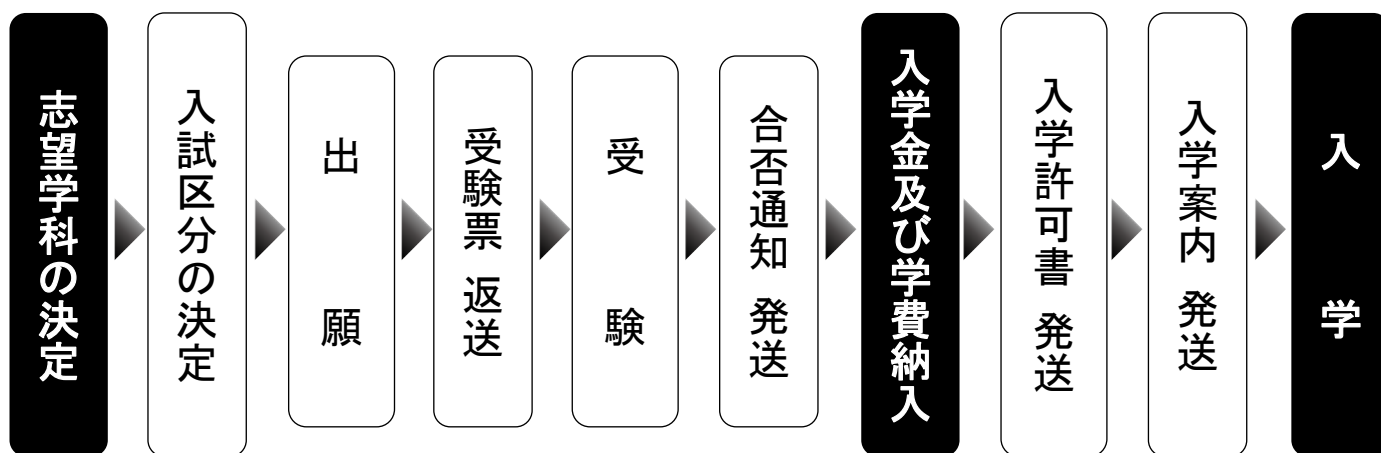 志望学科の決定
入試区分の決定
出願
受験票 返送
受験
合否通知 発送
入学金及び学費納入
入学許可書 発送
入学案内 発送
入学